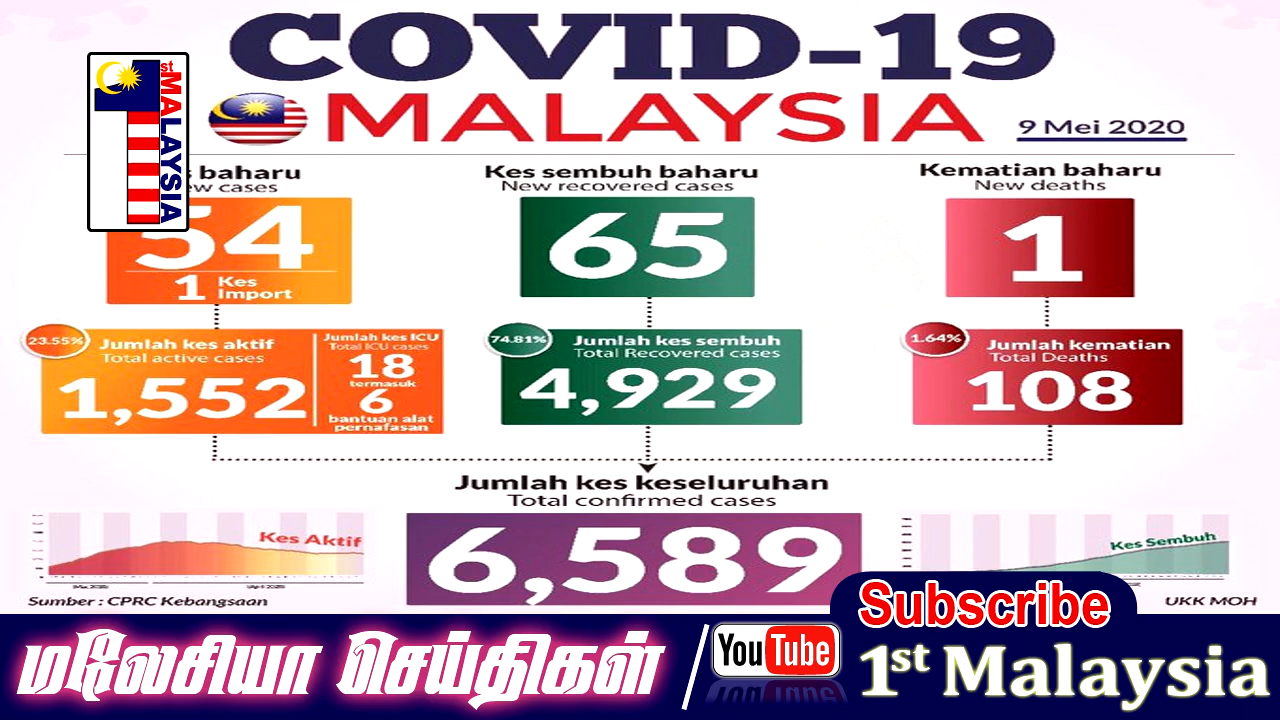 COVID-19
MALAYSIA
9 Mei 2020
1st MALAYSIA
baharu
cases
54
1 Kes Import
Kes sembuh baharu
New recovered cases
65
Kematian baharu
New deaths
1
23.55%
Jumlah kes aktif
Total active cases
1,552
Jumlah kes ICU
Total ICU cases
18
termasuk
6
bantuan alat
pernafasan
74.81%
Jumlah kes sembuh
Total Recovered cases
4,929
1.64%
Jumlah kematian
Total Deaths
108
Jumlah kes keseluruhan
Total confirmed cases
6,589
Kes Aktif
Kes Sembuh
Sumber : CPRC Kebangsaan
UKK MOH
மலேசியா செய்திகள்
YouTube
Subscribe
1st Malaysia